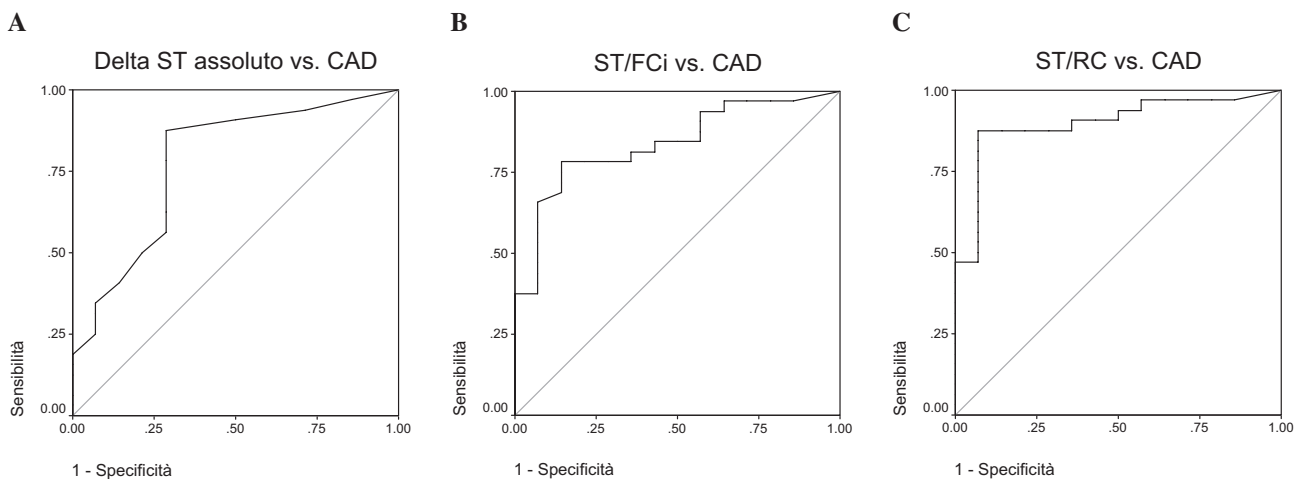 A
Delta ST assoluto vs. CAD
1.00
.75
.50
.25
0.00
Sensibilità
0.00 .25 .50 .75 1.00
1 - Specificità
B
ST/FCi vs. CAD
1.00
.75
.50
.25
0.00
Sensibilità
0.00 .25 .50 .75 1.00
1 - Specificità
C
ST/RC vs. CAD
1.00
.75
.50
.25
0.00
Sensibilità
0.00 .25 .50 .75 1.00
1 - Specificità